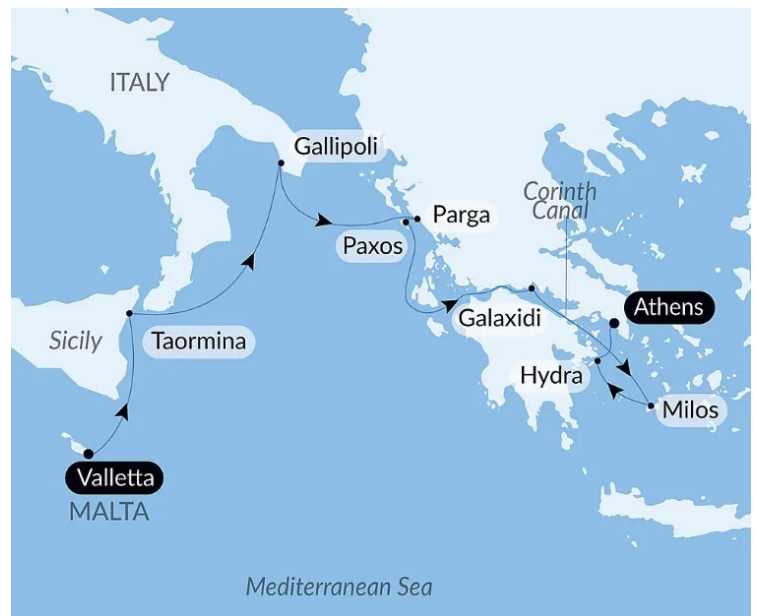 ITALY
Gallipoli
Corinth
Canal
Parga
Paxos
Athens
Galaxidi
Sicily
Taormina
Hydra
Milos
Valletta
MALTA
Mediterranean Sea